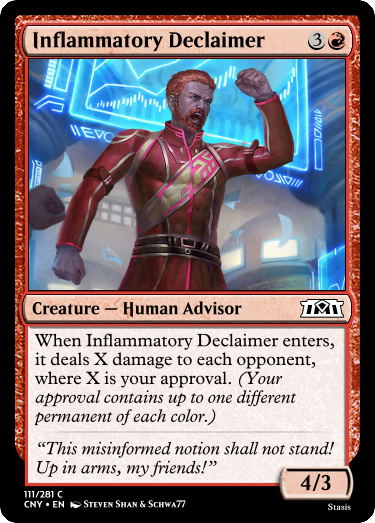 Inflammatory Declaimer 3
Creature — Human Advisor
When Inflammatory Declaimer enters,
it deals X damage to each opponent,
where X is your approval. (Your
approval contains up to one different
permanent of each color.)
“This misinformed notion shall not stand!
Up in arms, my friends!”
4/3
111/281 C
CNY • EN Steven Shan & Schwa77
Stasis